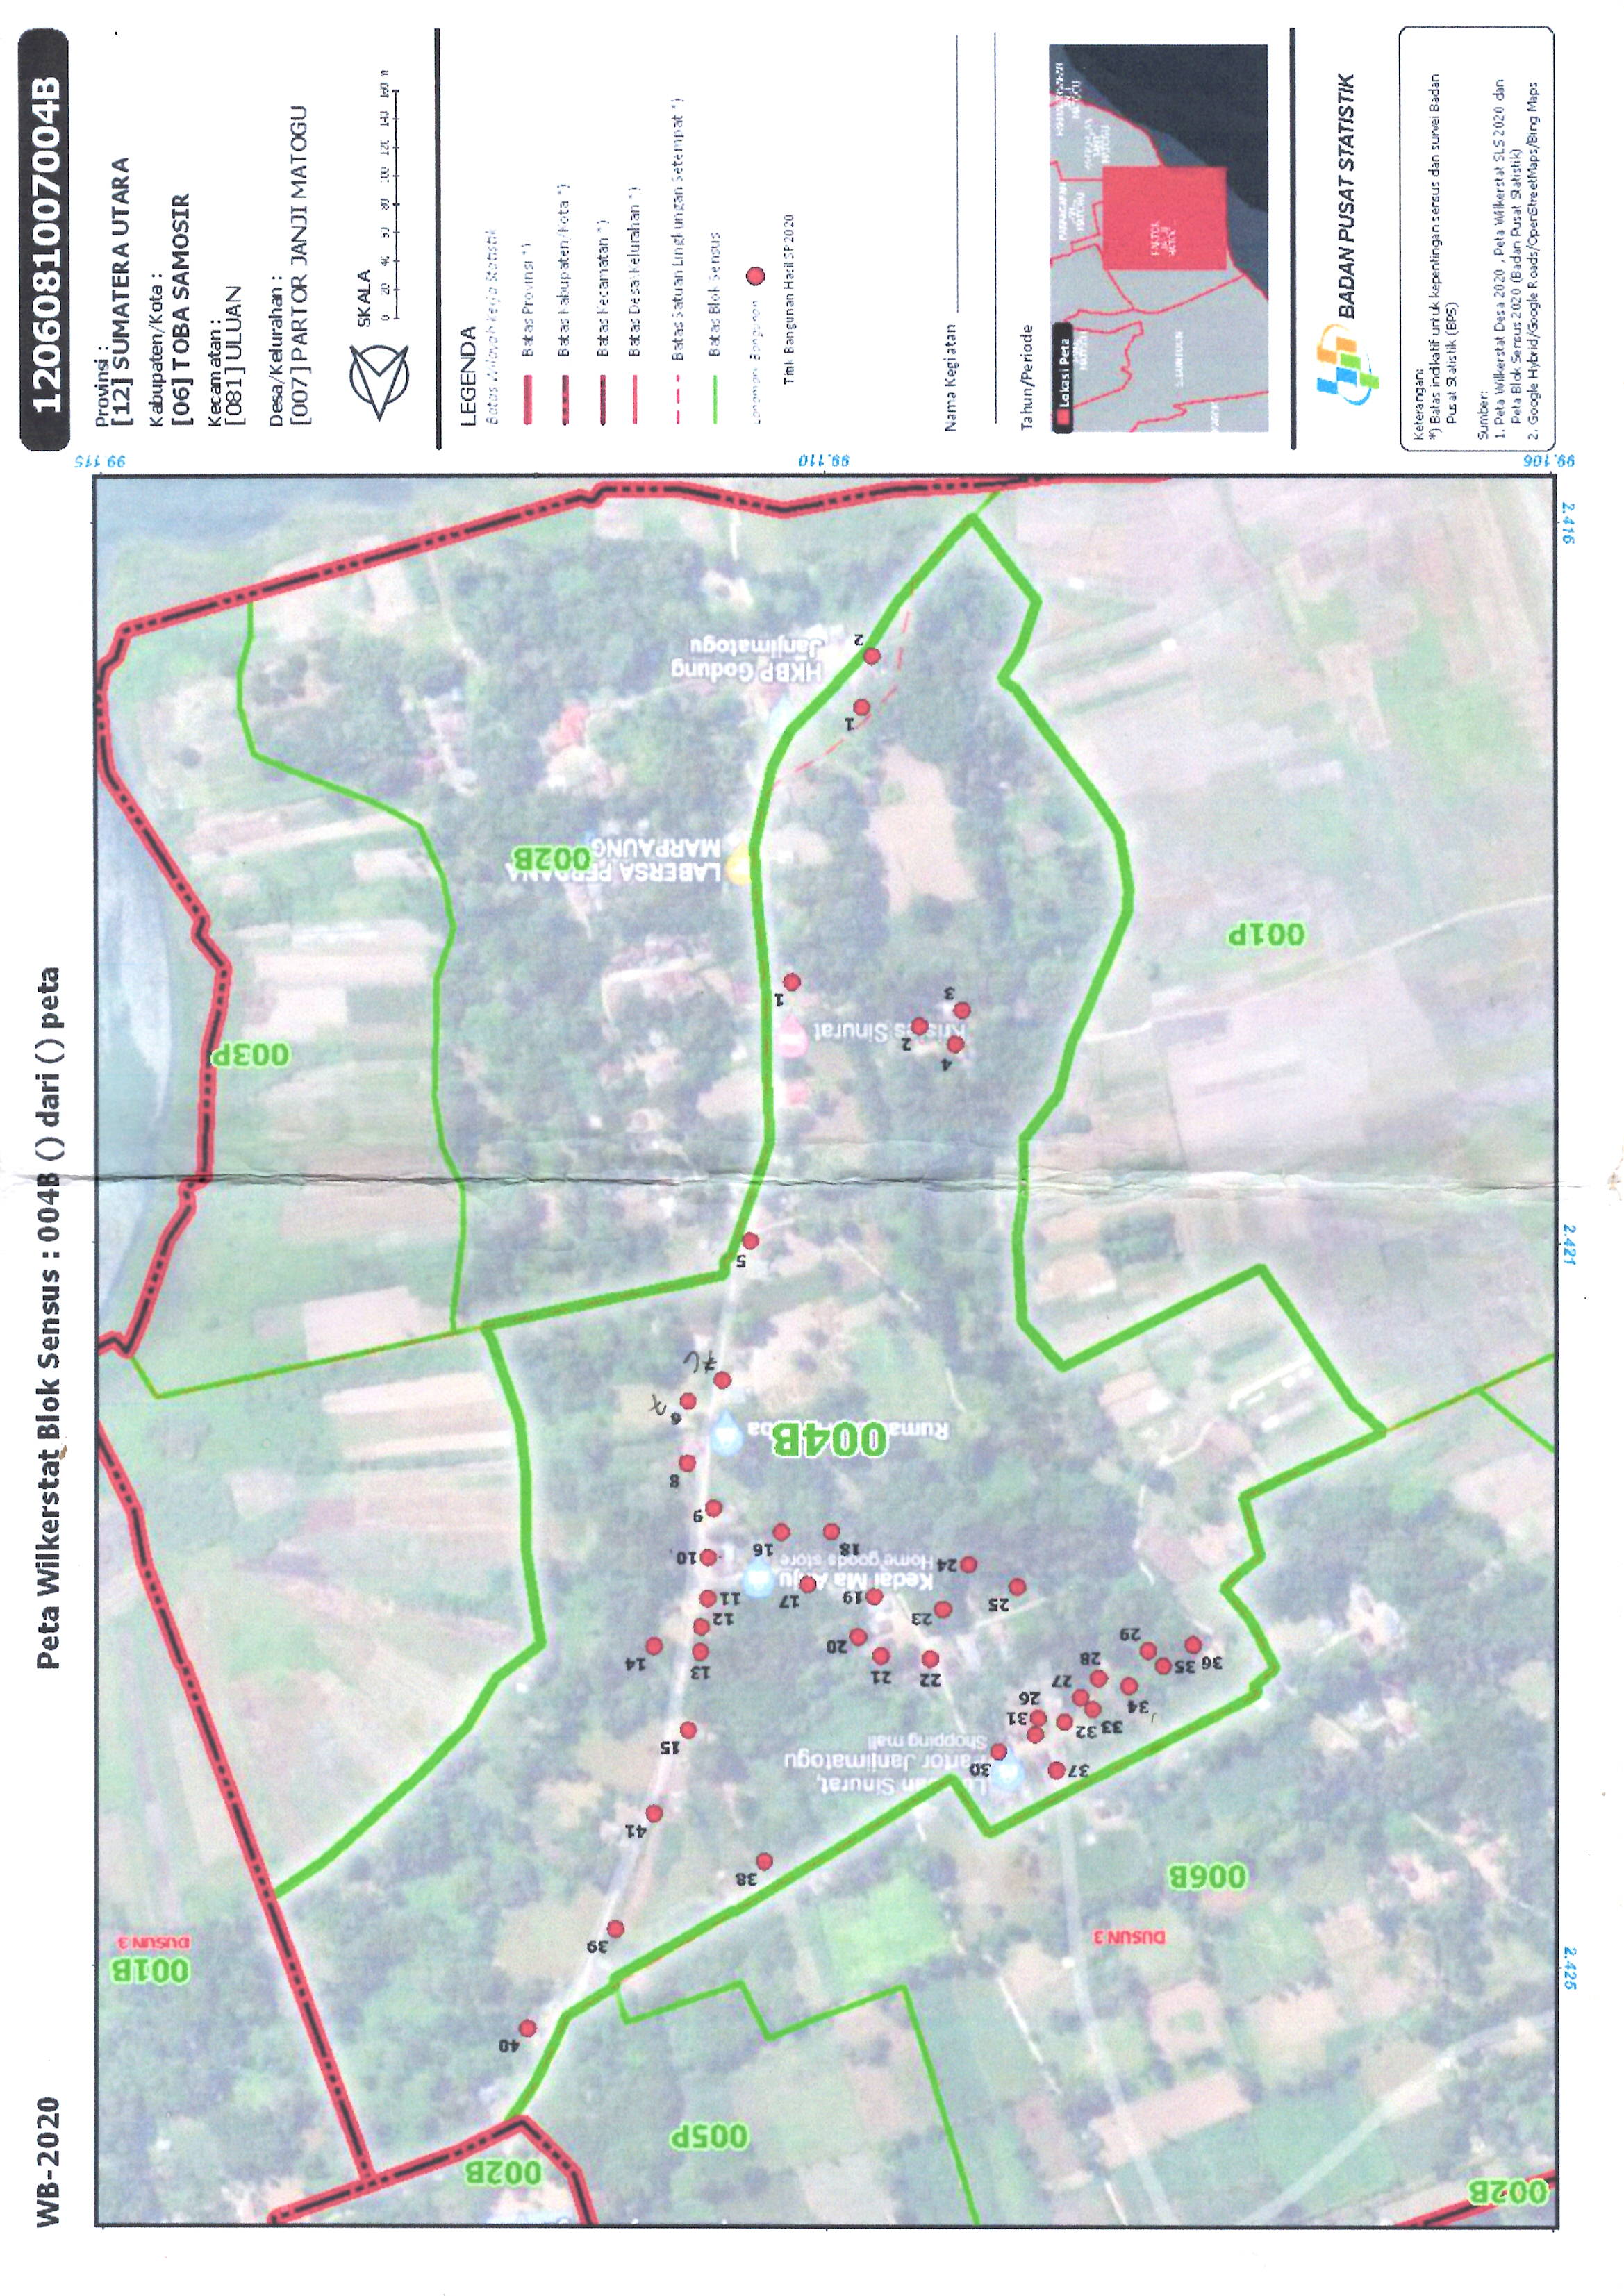 WB-2020
Peta Wilkerstat Blok Sensus : 004B () dari () peta
1206081007004B
Provinsi :
[12] SUMATERA UTARA
Kabupaten/Kota :
[06] TOBA SAMOSIR
Kecamatan :
[081] ULUAN
Desa/Kelurahan :
[007] PARTOR JANJI MATOGU
SKALA
0 20 40 60 80 100 120 140 160 m
LEGENDA
Batas Wilayah Kerja Statistik
Batas Provinsi *)
Batas Kabupaten/Kota *)
Batas Kecamatan *)
Batas Desa/Kelurahan *)
Batas Satuan Lingkungan Setempat *)
Batas Blok Sensus
Landmark Bangunan
Titik Bangunan Hasil SP2020
Nama Kegiatan
Tahun/Periode
Lokasi Peta
BADAN PUSAT STATISTIK
Keterangan:
*) Batas indikatif untuk kepentingan sensus dan survei Badan
Pusat Statistik (BPS)
Sumber:
1. Peta Wilkerstat Desa 2020 , Peta Wilkerstat SLS 2020 dan
Peta Blok Sensus 2020 (Badan Pusat Statistik)
2. Google Hybrid/Google Roads/OpenStreetMaps/Bing Maps
99.115
99.110
99.106
2.425
2.421
2.416
001B
DUSUN 3
002B
003P
005P
004B
002B
006B
DUSUN 3
001P
002B
LABERSA
MARPAUNG
HKBP Godung
Janjimatogu
Sinurat,
Partor Janjimatogu
Shopping mall
Kedai Ma
Home goods store
Sinurat
40
39
41
15
14
13
12
11
10
9
8
6
7
5
38
16
17
18
19
20
21
22
23
24
25
30
31
26
37
32
27
33
28
34
29
35
36
1
2
3
4
1
2